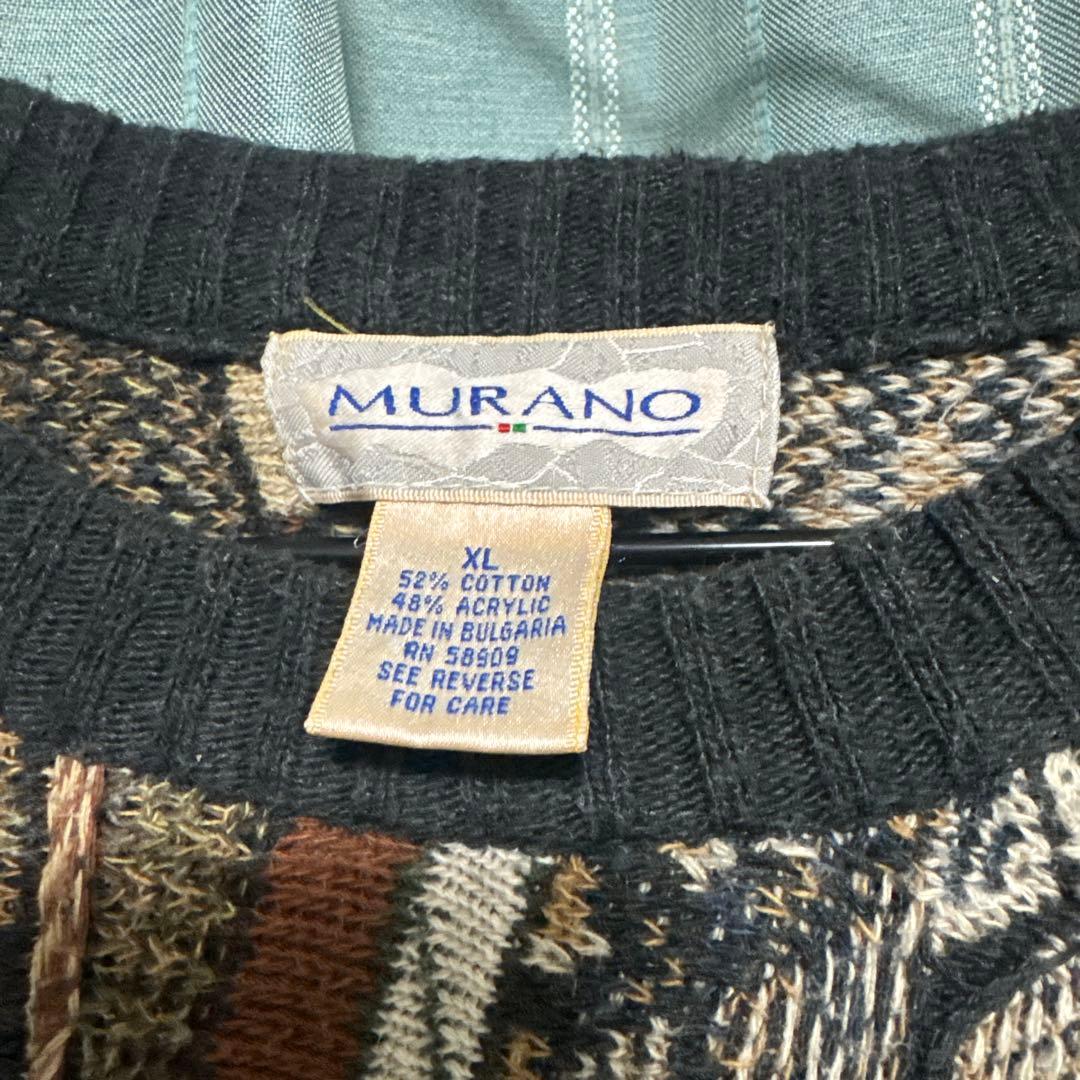 MURANO
XL
52% COTTON
48% ACRYLIC
MADE IN BULGARIA
RN 58909
SEE REVERSE
FOR CARE